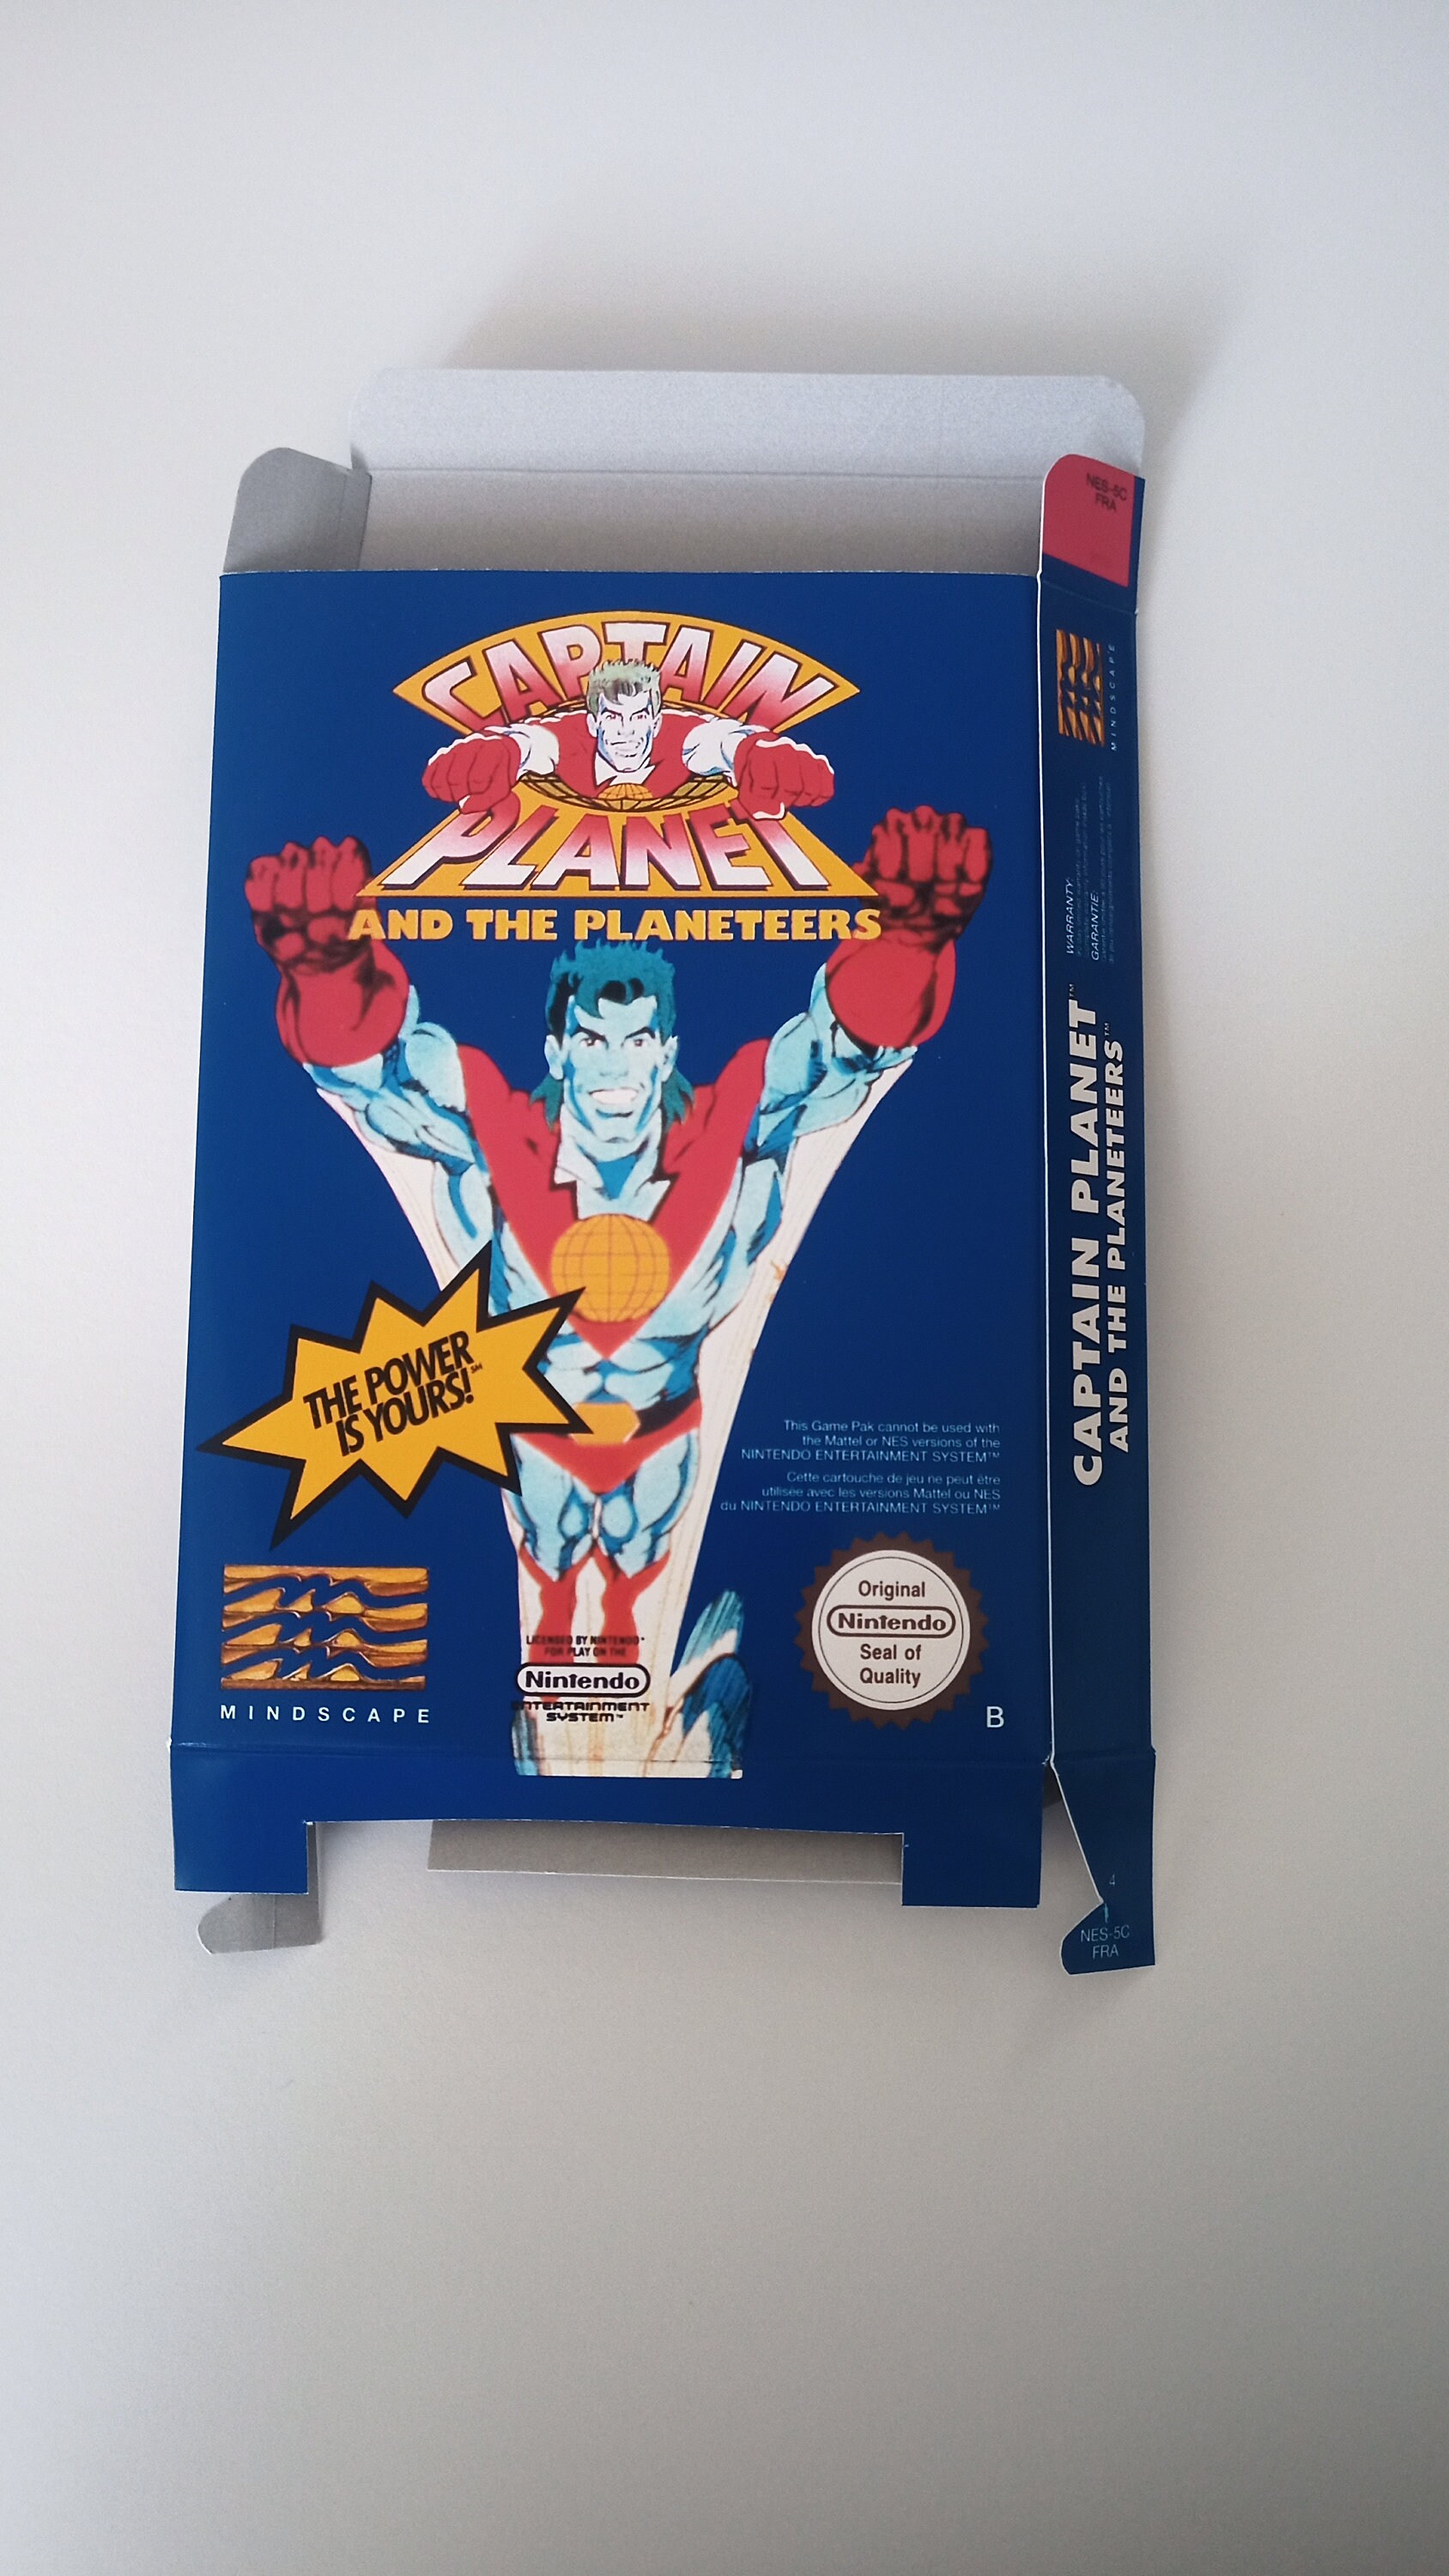 CAPTAIN
PLANET
AND THE PLANETEERS
THE POWER
IS YOURS!℠
This Game Pak cannot be used with
the Mattel or NES versions of the
NINTENDO ENTERTAINMENT SYSTEM™
Cette cartouche de jeu ne peut être
utilisée avec les versions Mattel ou NES
du NINTENDO ENTERTAINMENT SYSTEM™
MINDSCAPE
LICENSED BY NINTENDO®
FOR PLAY ON THE
Nintendo
ENTERTAINMENT
SYSTEM™
Original
Nintendo
Seal of
Quality
B
NES-5C
FRA
MINDSCAPE
WARRANTY:
GARANTIE:
CAPTAIN PLANET™
AND THE PLANETEERS™
4
NES-5C
FRA